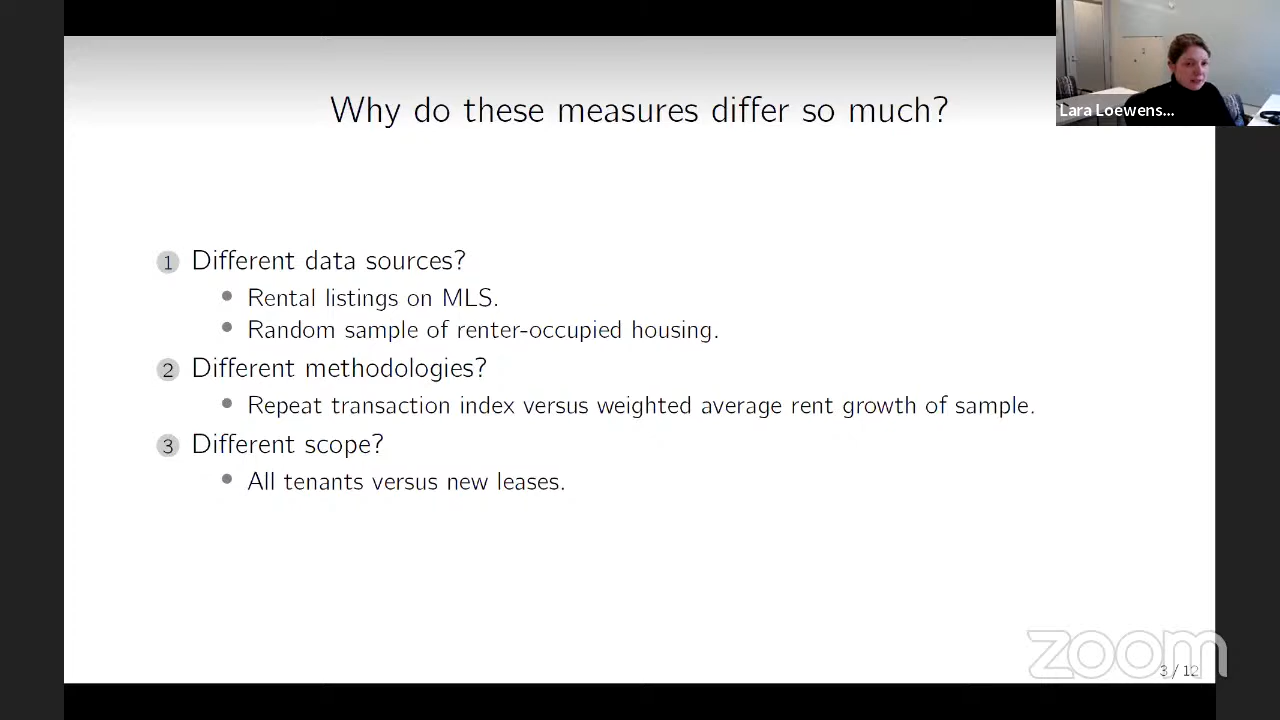 Lara Loewens...
Why do these measures differ so much?
1 Different data sources?
• Rental listings on MLS.
• Random sample of renter-occupied housing.
2 Different methodologies?
• Repeat transaction index versus weighted average rent growth of sample.
3 Different scope?
• All tenants versus new leases.
zoom
3 / 12